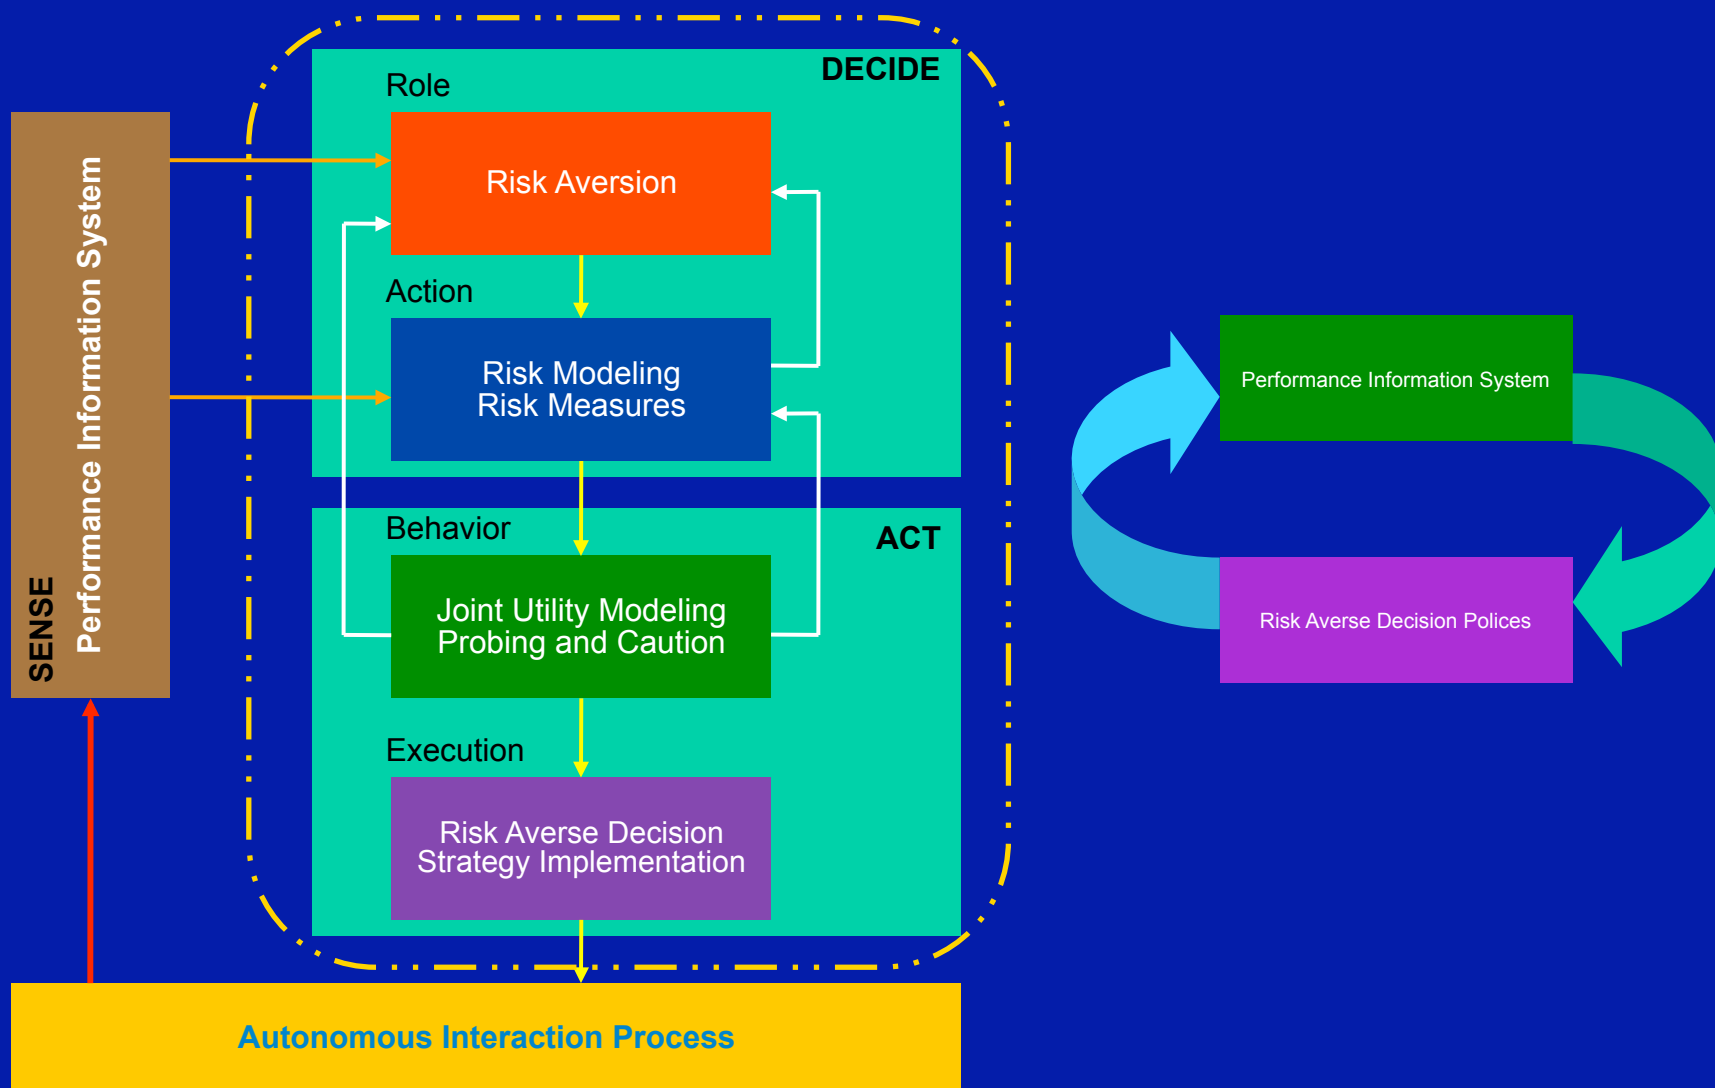 DECIDE
Role
Risk Aversion
Action
Risk Modeling
Risk Measures
SENSE
Performance Information System
ACT
Behavior
Joint Utility Modeling
Probing and Caution
Execution
Risk Averse Decision
Strategy Implementation
Autonomous Interaction Process
Performance Information System
Risk Averse Decision Polices